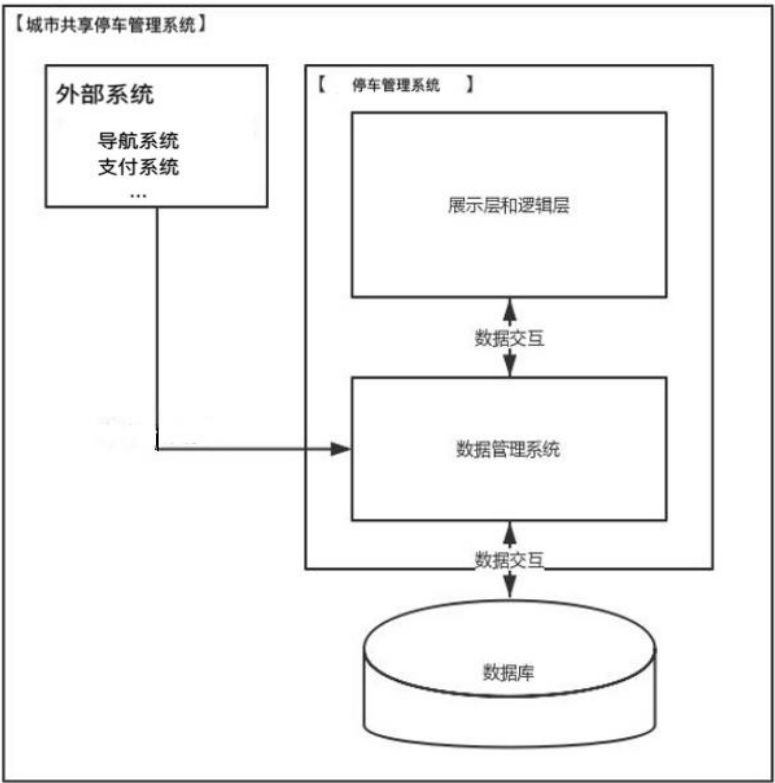 【城市共享停车管理系统】
外部系统
导航系统
支付系统
...
【 停车管理系统 】
展示层和逻辑层
数据交互
数据管理系统
数据交互
数据库